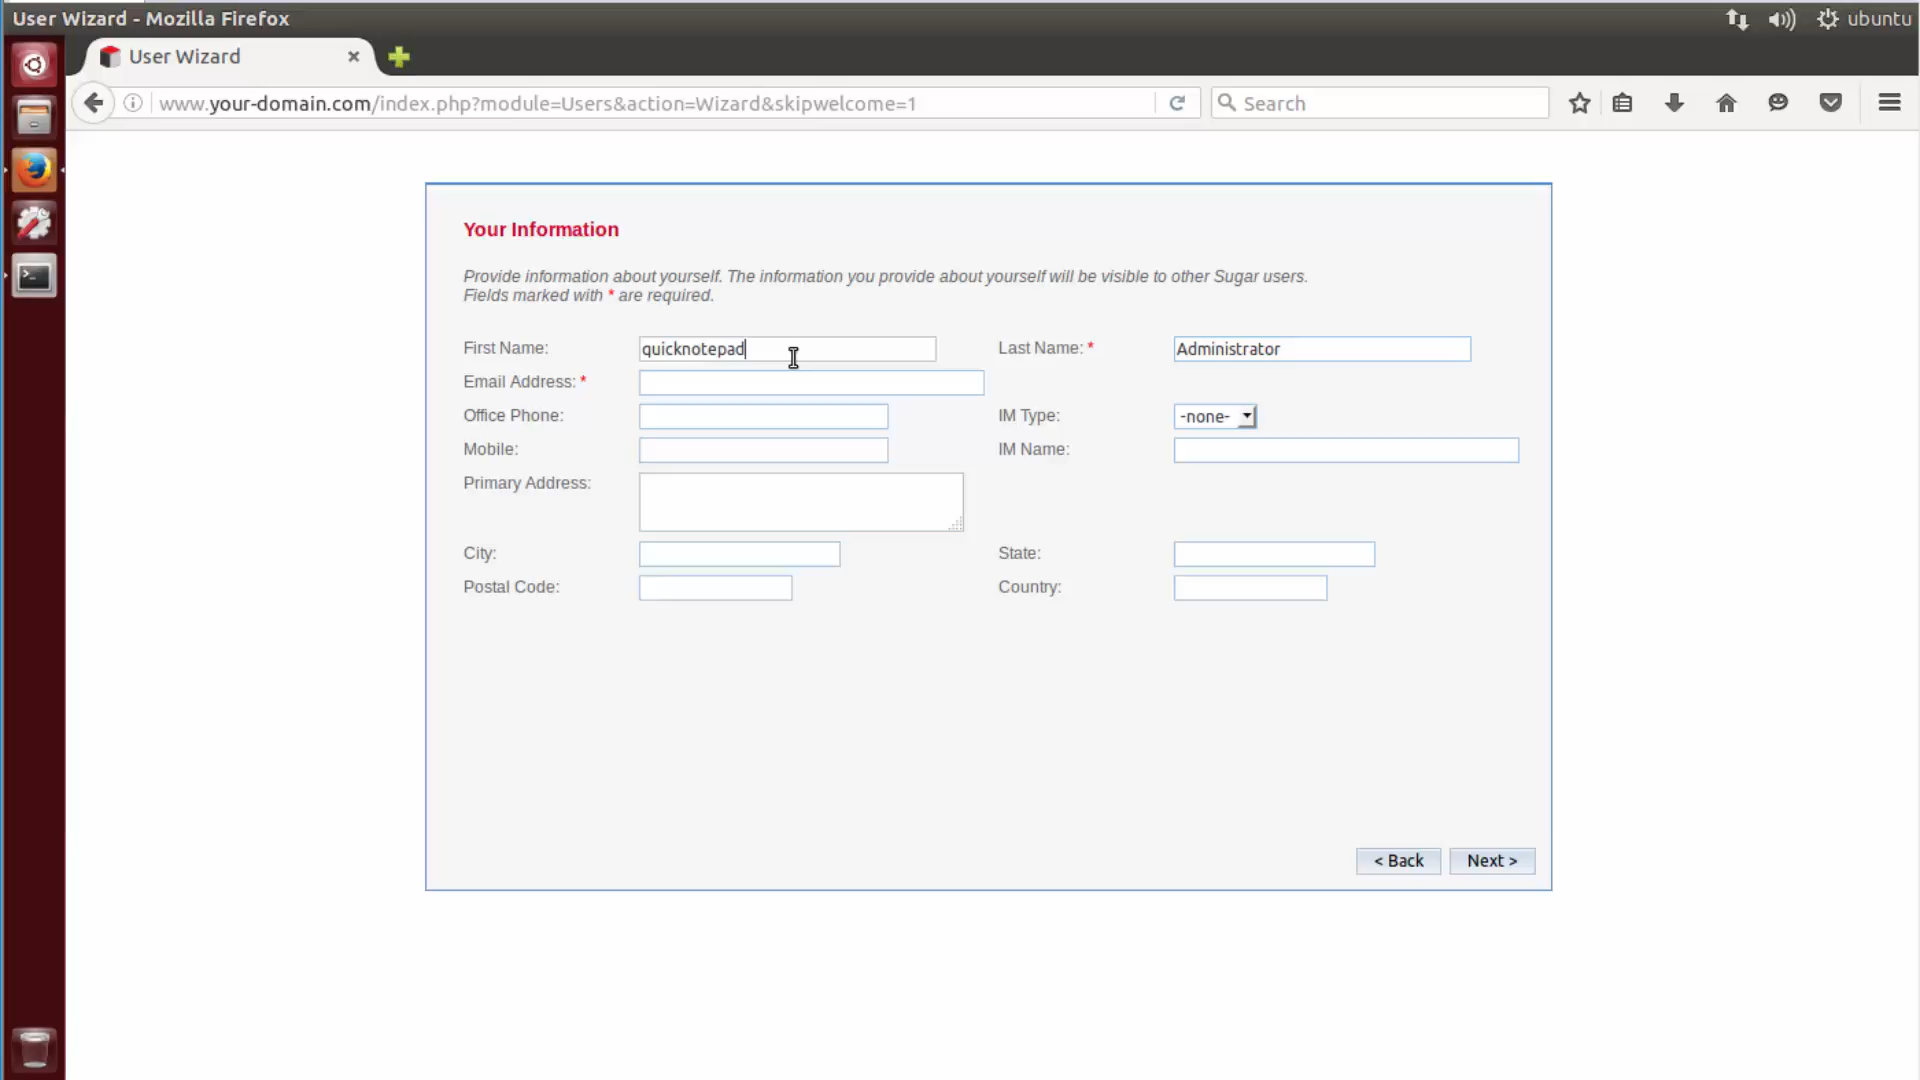 User Wizard - Mozilla Firefox
ubuntu
User Wizard
www.your-domain.com/index.php?module=Users&action=Wizard&skipwelcome=1
Search
Your Information
Provide information about yourself. The information you provide about yourself will be visible to other Sugar users.
Fields marked with * are required.
First Name: quicknotepad Last Name: * Administrator
Email Address: *
Office Phone: IM Type: -none-
Mobile: IM Name:
Primary Address:
City: State:
Postal Code: Country:
< Back Next >